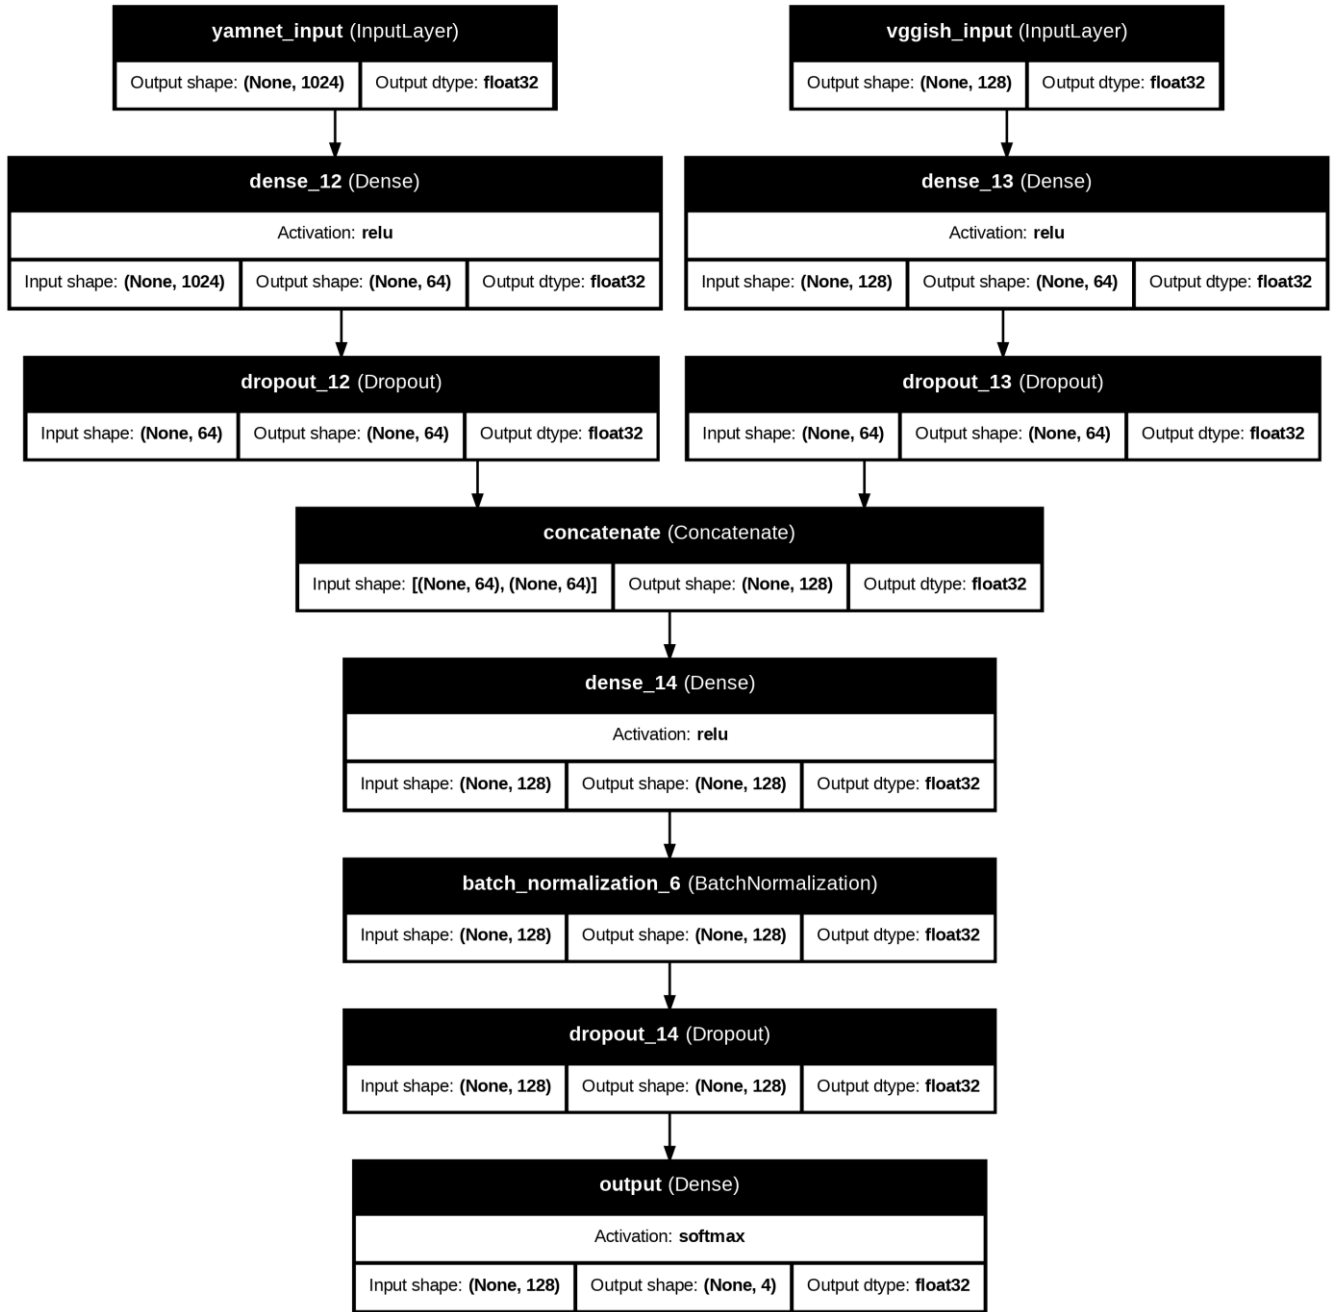 yamnet_input (InputLayer)
Output shape: (None, 1024) Output dtype: float32
vggish_input (InputLayer)
Output shape: (None, 128) Output dtype: float32
dense_12 (Dense)
Activation: relu
Input shape: (None, 1024) Output shape: (None, 64) Output dtype: float32
dense_13 (Dense)
Activation: relu
Input shape: (None, 128) Output shape: (None, 64) Output dtype: float32
dropout_12 (Dropout)
Input shape: (None, 64) Output shape: (None, 64) Output dtype: float32
dropout_13 (Dropout)
Input shape: (None, 64) Output shape: (None, 64) Output dtype: float32
concatenate (Concatenate)
Input shape: [(None, 64), (None, 64)] Output shape: (None, 128) Output dtype: float32
dense_14 (Dense)
Activation: relu
Input shape: (None, 128) Output shape: (None, 128) Output dtype: float32
batch_normalization_6 (BatchNormalization)
Input shape: (None, 128) Output shape: (None, 128) Output dtype: float32
dropout_14 (Dropout)
Input shape: (None, 128) Output shape: (None, 128) Output dtype: float32
output (Dense)
Activation: softmax
Input shape: (None, 128) Output shape: (None, 4) Output dtype: float32